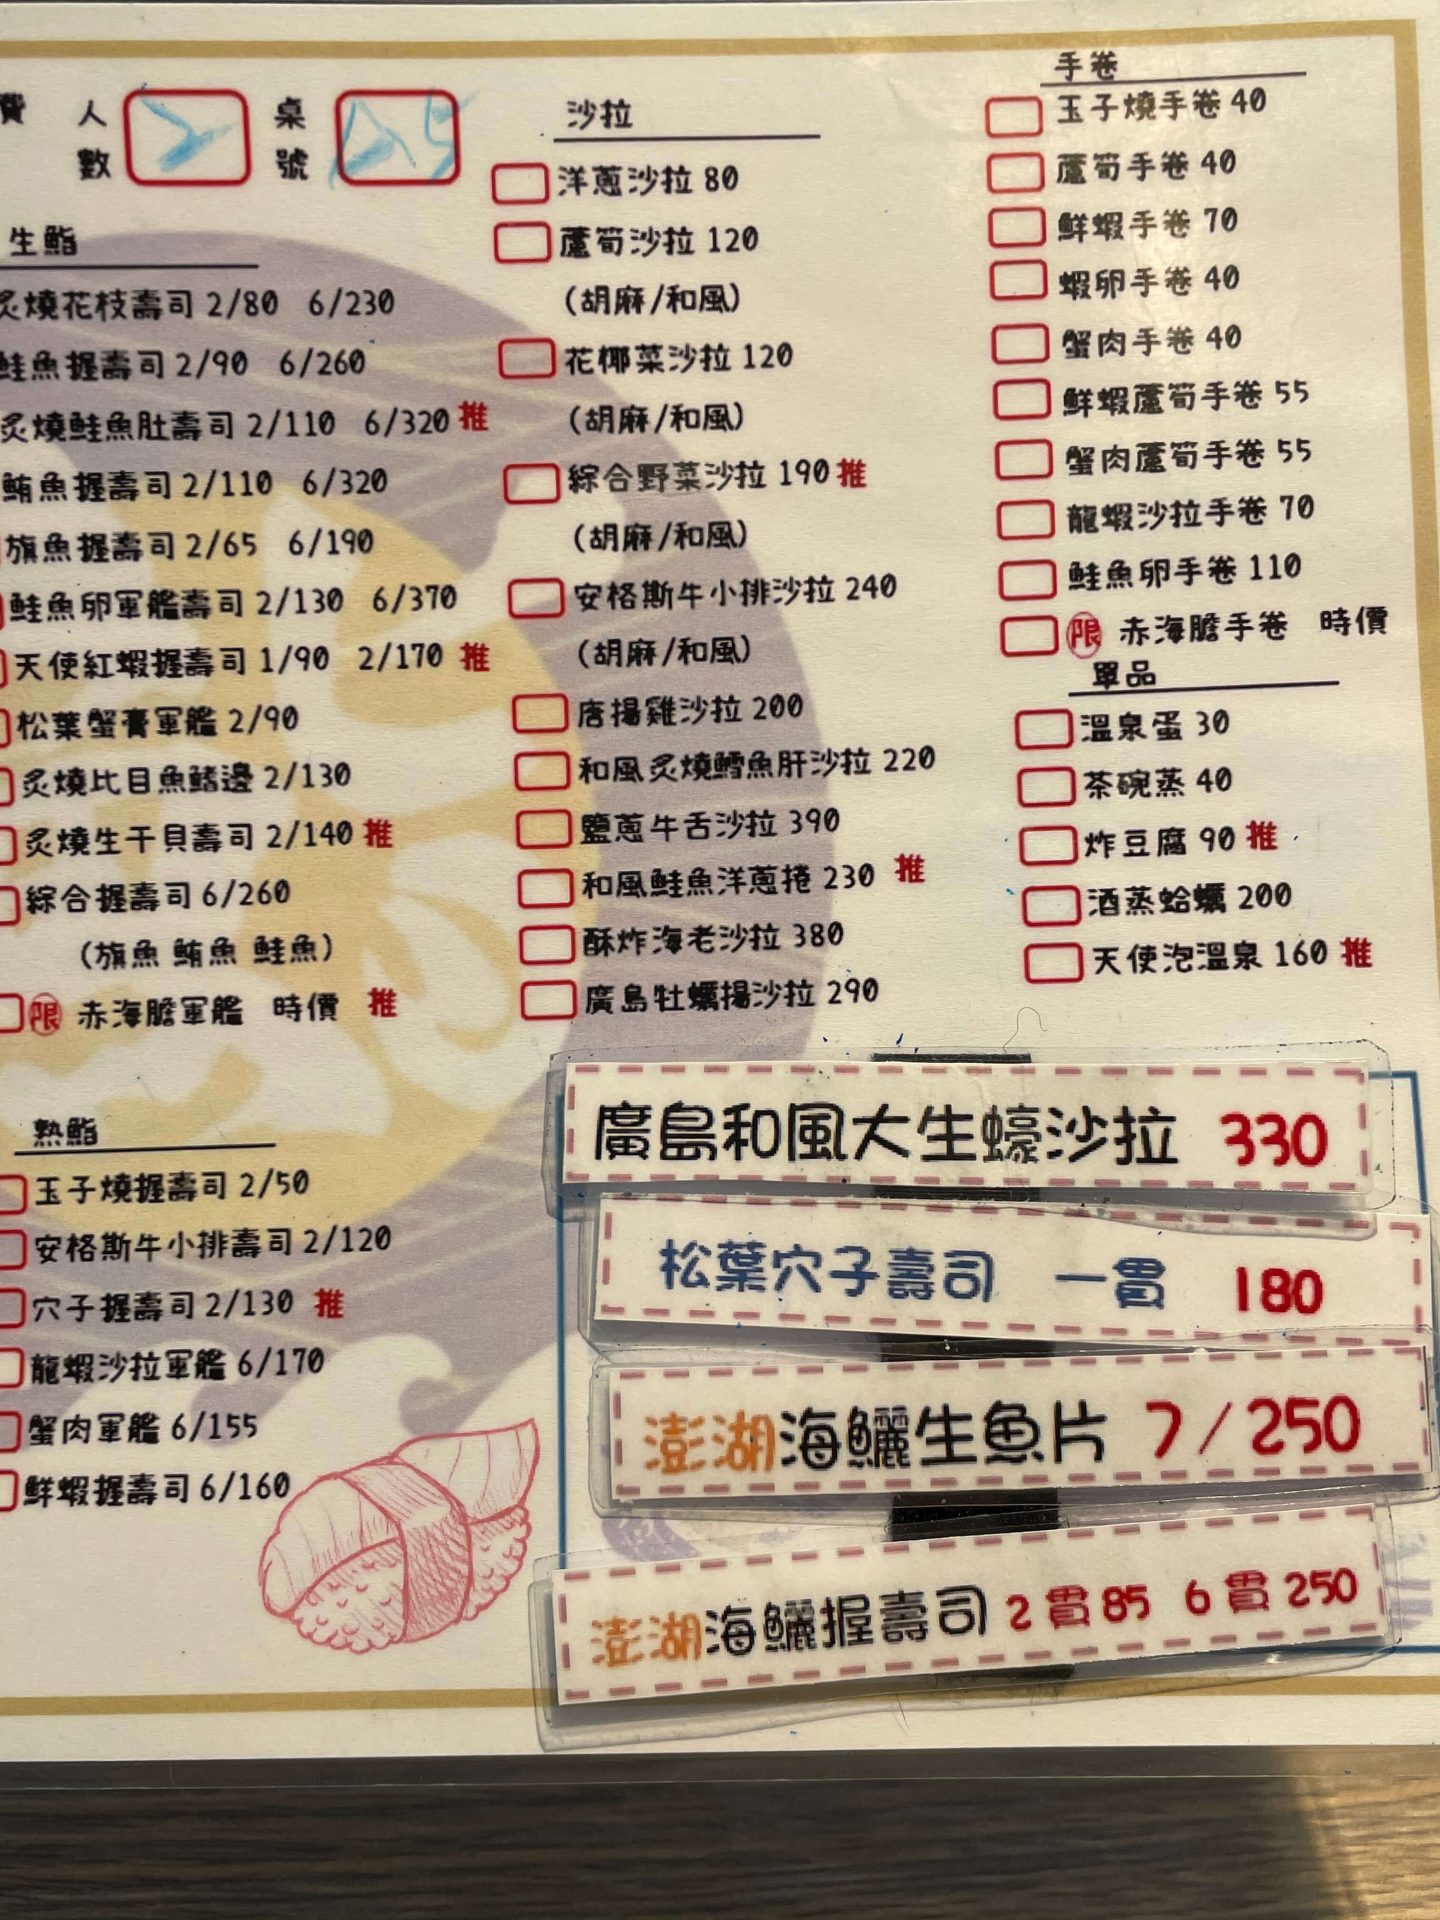 費 人數 2 桌號 A5
生鮨
炙燒花枝壽司 2/80 6/230
鮭魚握壽司 2/90 6/260
炙燒鮭魚肚壽司 2/110 6/320 推
鮪魚握壽司 2/110 6/320
旗魚握壽司 2/65 6/190
鮭魚卵軍艦壽司 2/130 6/370
天使紅蝦握壽司 1/90 2/170 推
松葉蟹膏軍艦 2/90
炙燒比目魚鰭邊 2/130
炙燒生干貝壽司 2/140 推
綜合握壽司 6/260
(旗魚 鮪魚 鮭魚)
限 赤海膽軍艦 時價 推
熱鮨
玉子燒握壽司 2/50
安格斯牛小排壽司 2/120
穴子握壽司 2/130 推
龍蝦沙拉軍艦 6/170
蟹肉軍艦 6/155
鮮蝦握壽司 6/160
沙拉
洋蔥沙拉 80
蘆筍沙拉 120
(胡麻/和風)
花椰菜沙拉 120
(胡麻/和風)
綜合野菜沙拉 190 推
(胡麻/和風)
安格斯牛小排沙拉 240
(胡麻/和風)
唐揚雞沙拉 200
和風炙燒鱈魚肝沙拉 220
鹽蔥牛舌沙拉 390
和風鮭魚洋蔥捲 230 推
酥炸海老沙拉 380
廣島牡蠣揚沙拉 290
手卷
玉子燒手卷 40
蘆筍手卷 40
鮮蝦手卷 70
蝦卵手卷 40
蟹肉手卷 40
鮮蝦蘆筍手卷 55
蟹肉蘆筍手卷 55
龍蝦沙拉手卷 70
鮭魚卵手卷 110
限 赤海膽手卷 時價
單品
溫泉蛋 30
茶碗蒸 40
炸豆腐 90 推
酒蒸蛤蠣 200
天使泡溫泉 160 推
廣島和風大生蠔沙拉 330
松葉穴子壽司 一貫 180
澎湖海鱺生魚片 7/250
澎湖海鱺握壽司 2貫85 6貫250